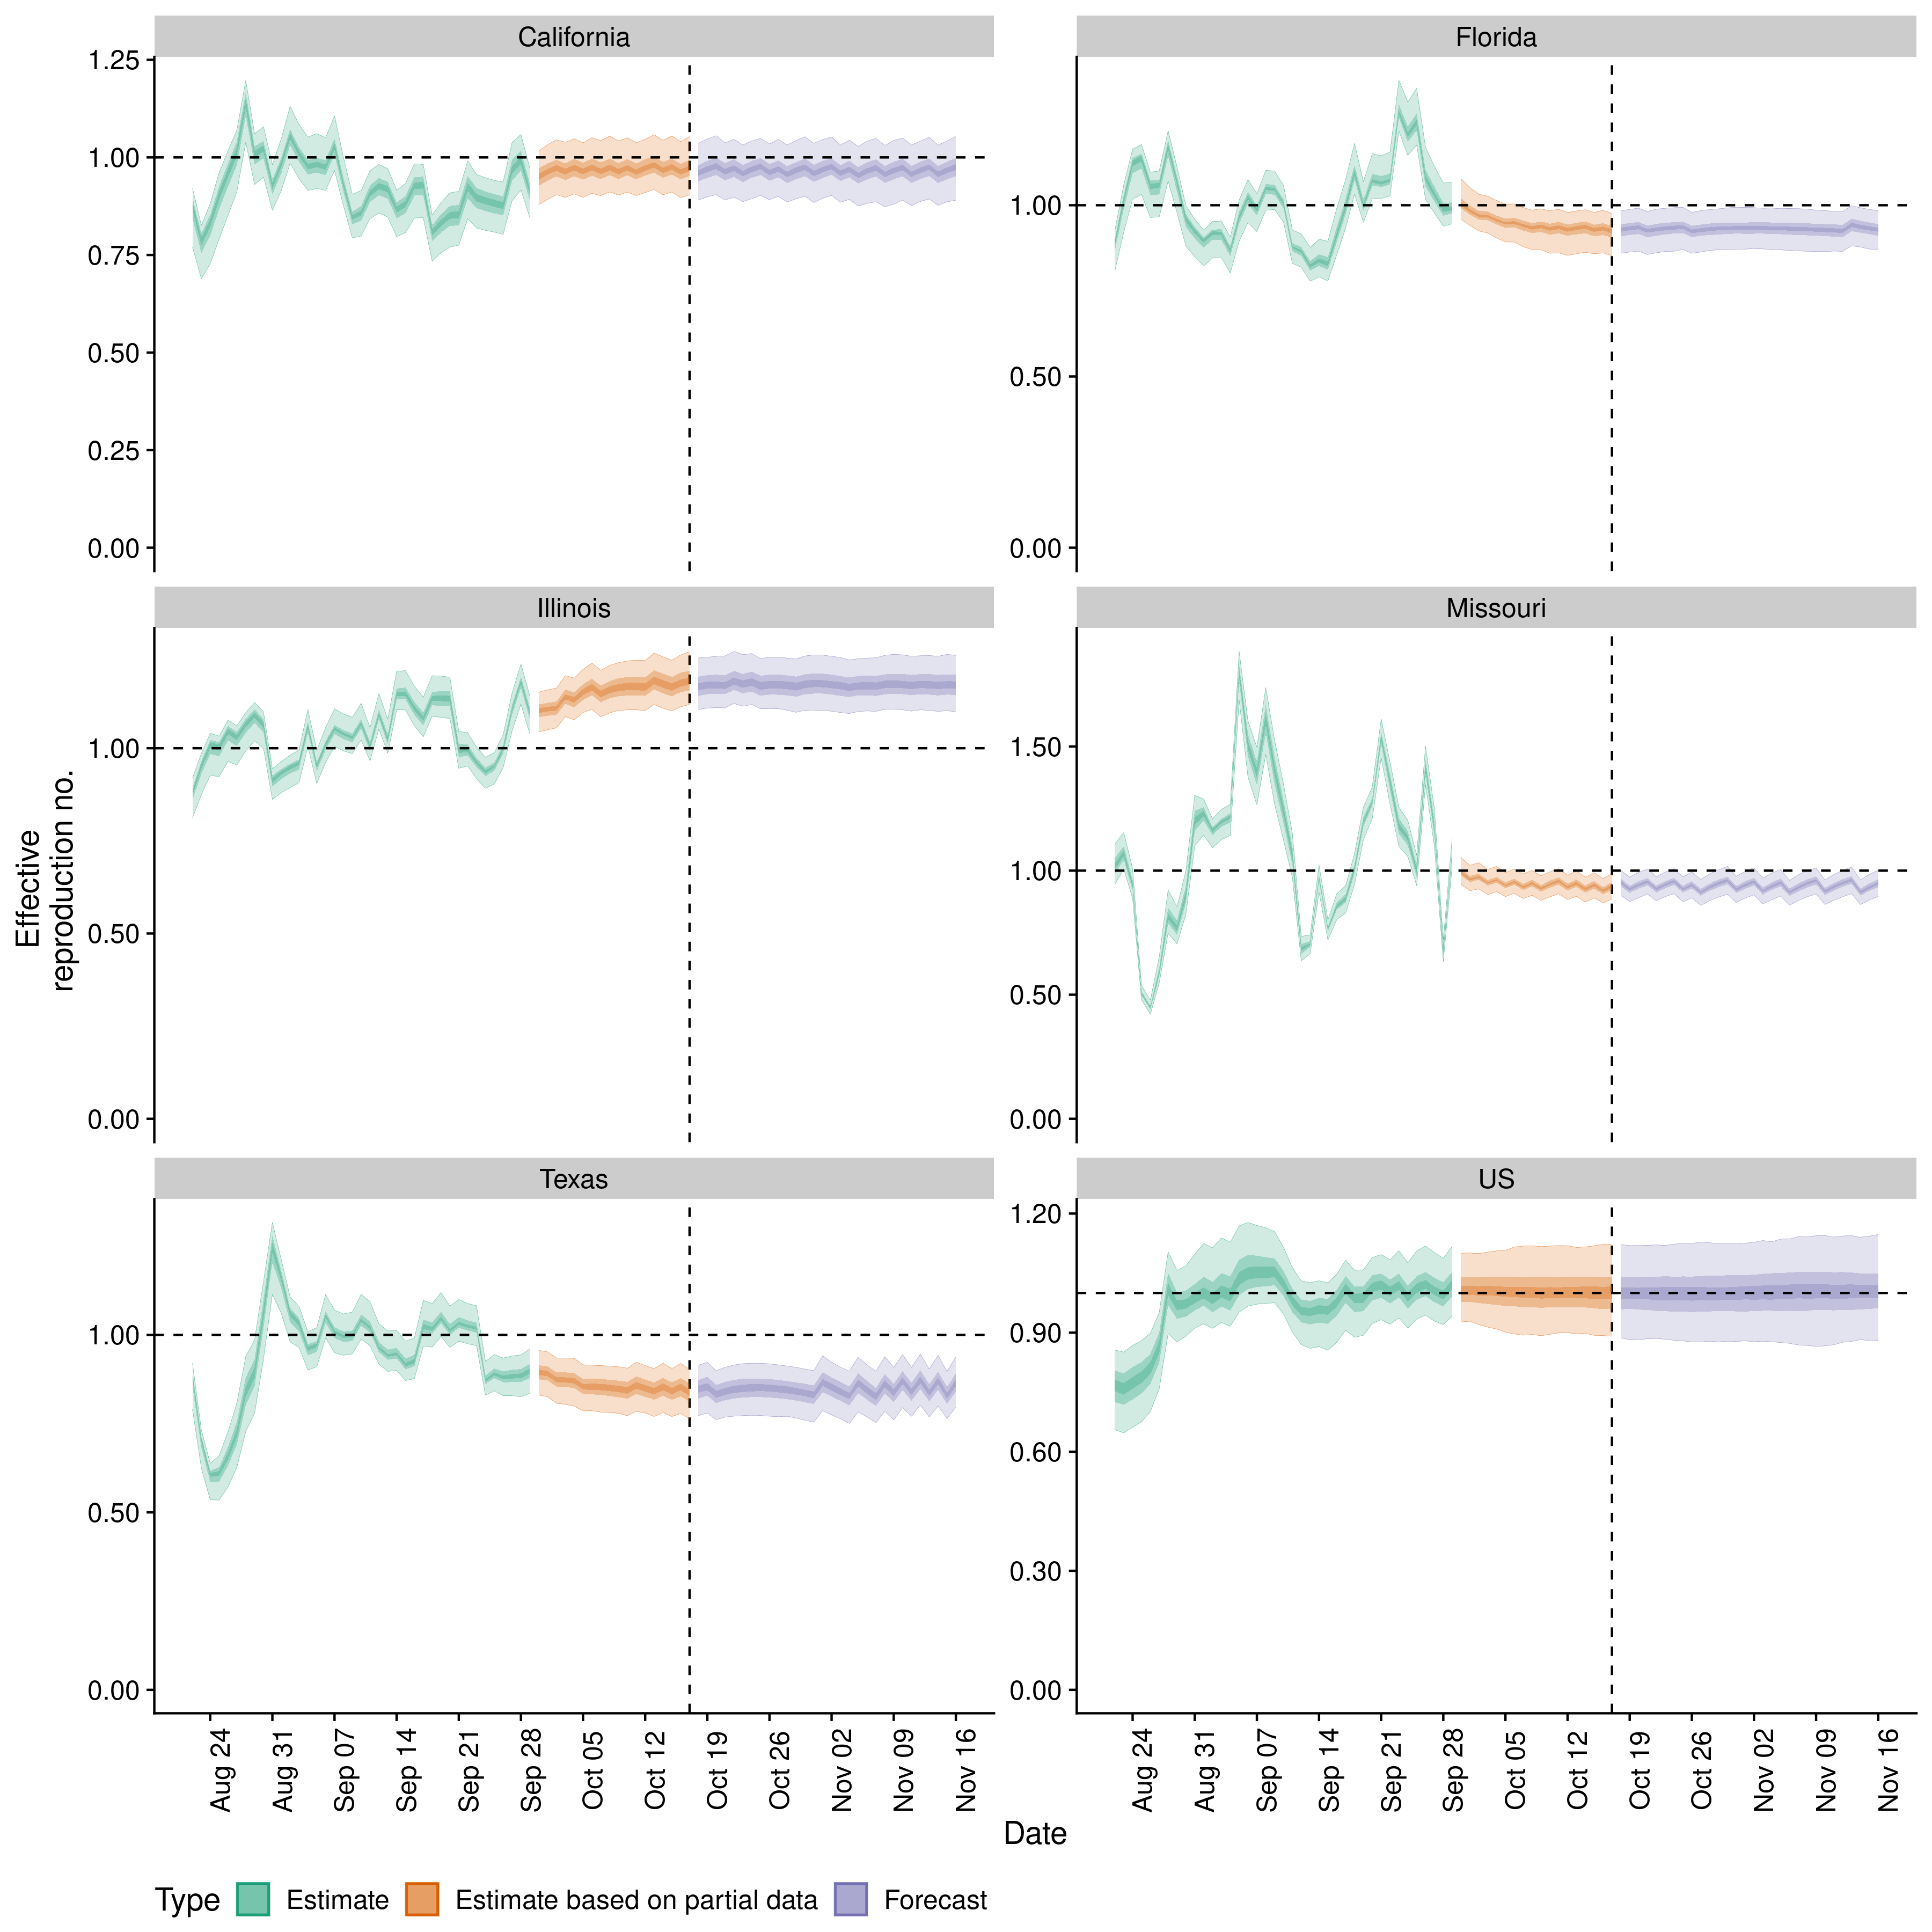 California
Florida
1.25
1.00
0.75
0.50
0.25
0.00
1.00
0.50
0.00
Illinois
Missouri
1.00
0.50
0.00
1.50
1.00
0.50
0.00
Effective
reproduction no.
Texas
US
1.00
0.50
0.00
1.20
0.90
0.60
0.30
0.00
Aug 24
Aug 31
Sep 07
Sep 14
Sep 21
Sep 28
Oct 05
Oct 12
Oct 19
Oct 26
Nov 02
Nov 09
Nov 16
Aug 24
Aug 31
Sep 07
Sep 14
Sep 21
Sep 28
Oct 05
Oct 12
Oct 19
Oct 26
Nov 02
Nov 09
Nov 16
Date
Type Estimate Estimate based on partial data Forecast